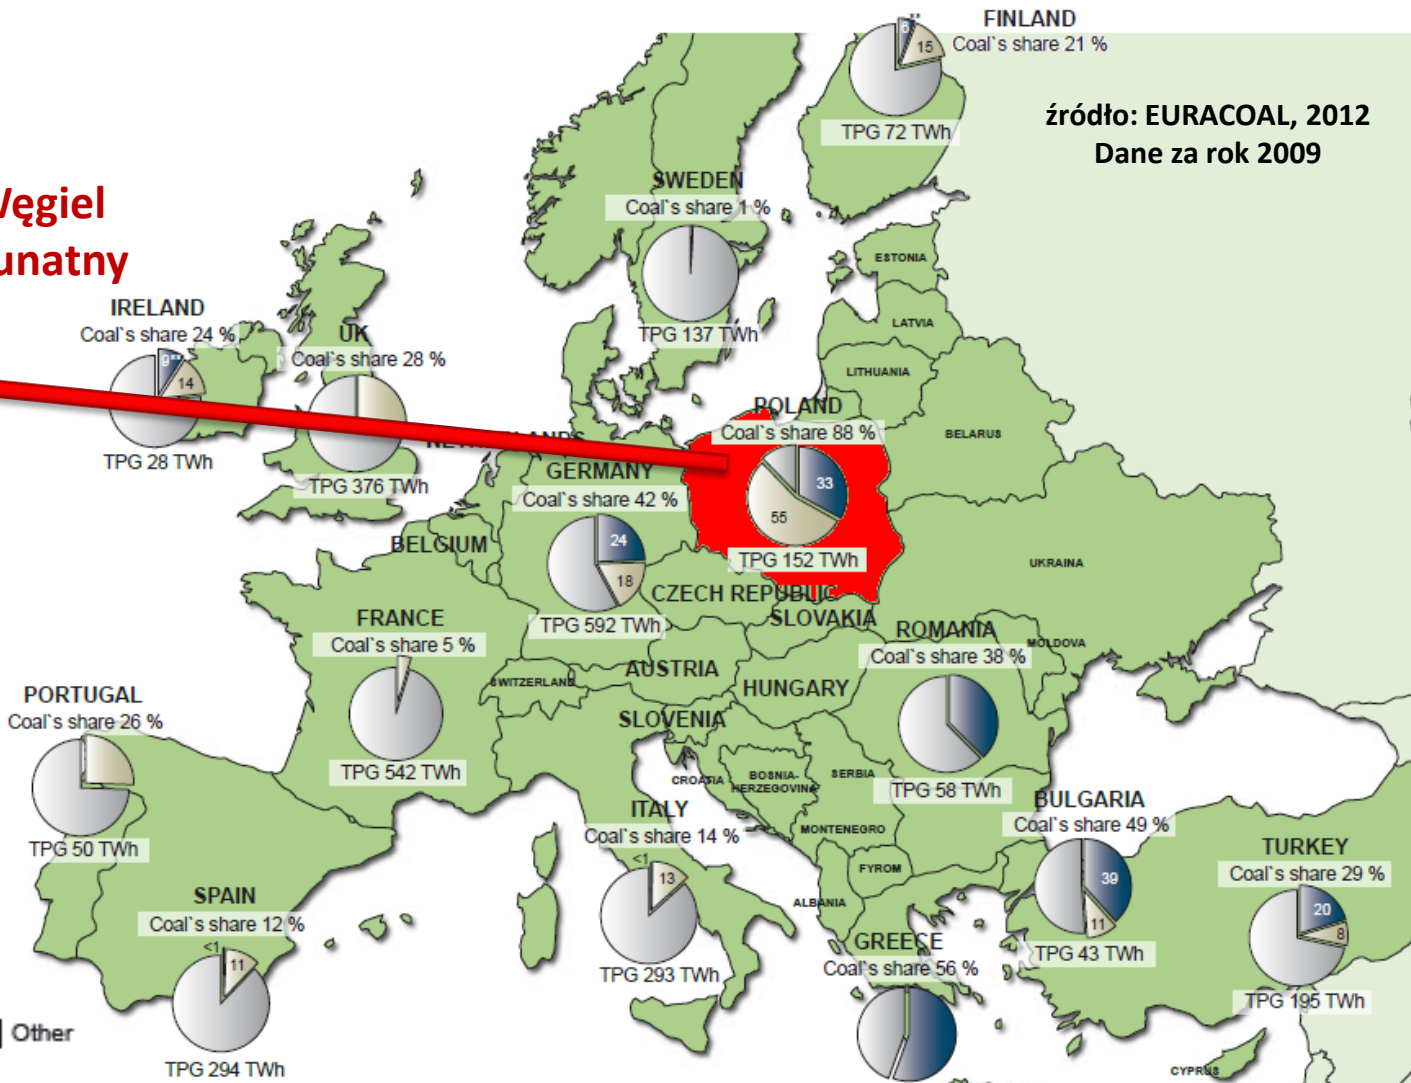 FINLAND
Coal`s share 21 %
15
TPG 72 TWh
źródło: EURACOAL, 2012
Dane za rok 2009
SWEDEN
Coal`s share 1 %
TPG 137 TWh
ESTONIA
LATVIA
LITHUANIA
BELARUS
IRELAND
Coal`s share 24 %
9**
14
TPG 28 TWh
UK
Coal`s share 28 %
TPG 376 TWh
NETHERLANDS
POLAND
Coal`s share 88 %
33
55
TPG 152 TWh
GERMANY
Coal`s share 42 %
24
18
TPG 592 TWh
BELGIUM
UKRAINA
CZECH REPUBLIC
SLOVAKIA
FRANCE
Coal`s share 5 %
TPG 542 TWh
SWITZERLAND
AUSTRIA
HUNGARY
ROMANIA
Coal`s share 38 %
TPG 58 TWh
MOLDOVA
PORTUGAL
Coal`s share 26 %
TPG 50 TWh
SLOVENIA
CROATIA
BOSNIA-
HERZEGOVINA
SERBIA
MONTENEGRO
FYROM
ALBANIA
ITALY
Coal`s share 14 %
<1
13
TPG 293 TWh
BULGARIA
Coal`s share 49 %
39
11
TPG 43 TWh
TURKEY
Coal`s share 29 %
20
8
TPG 195 TWh
SPAIN
Coal`s share 12 %
<1
11
TPG 294 TWh
GREECE
Coal`s share 56 %
CYPRUS
Other